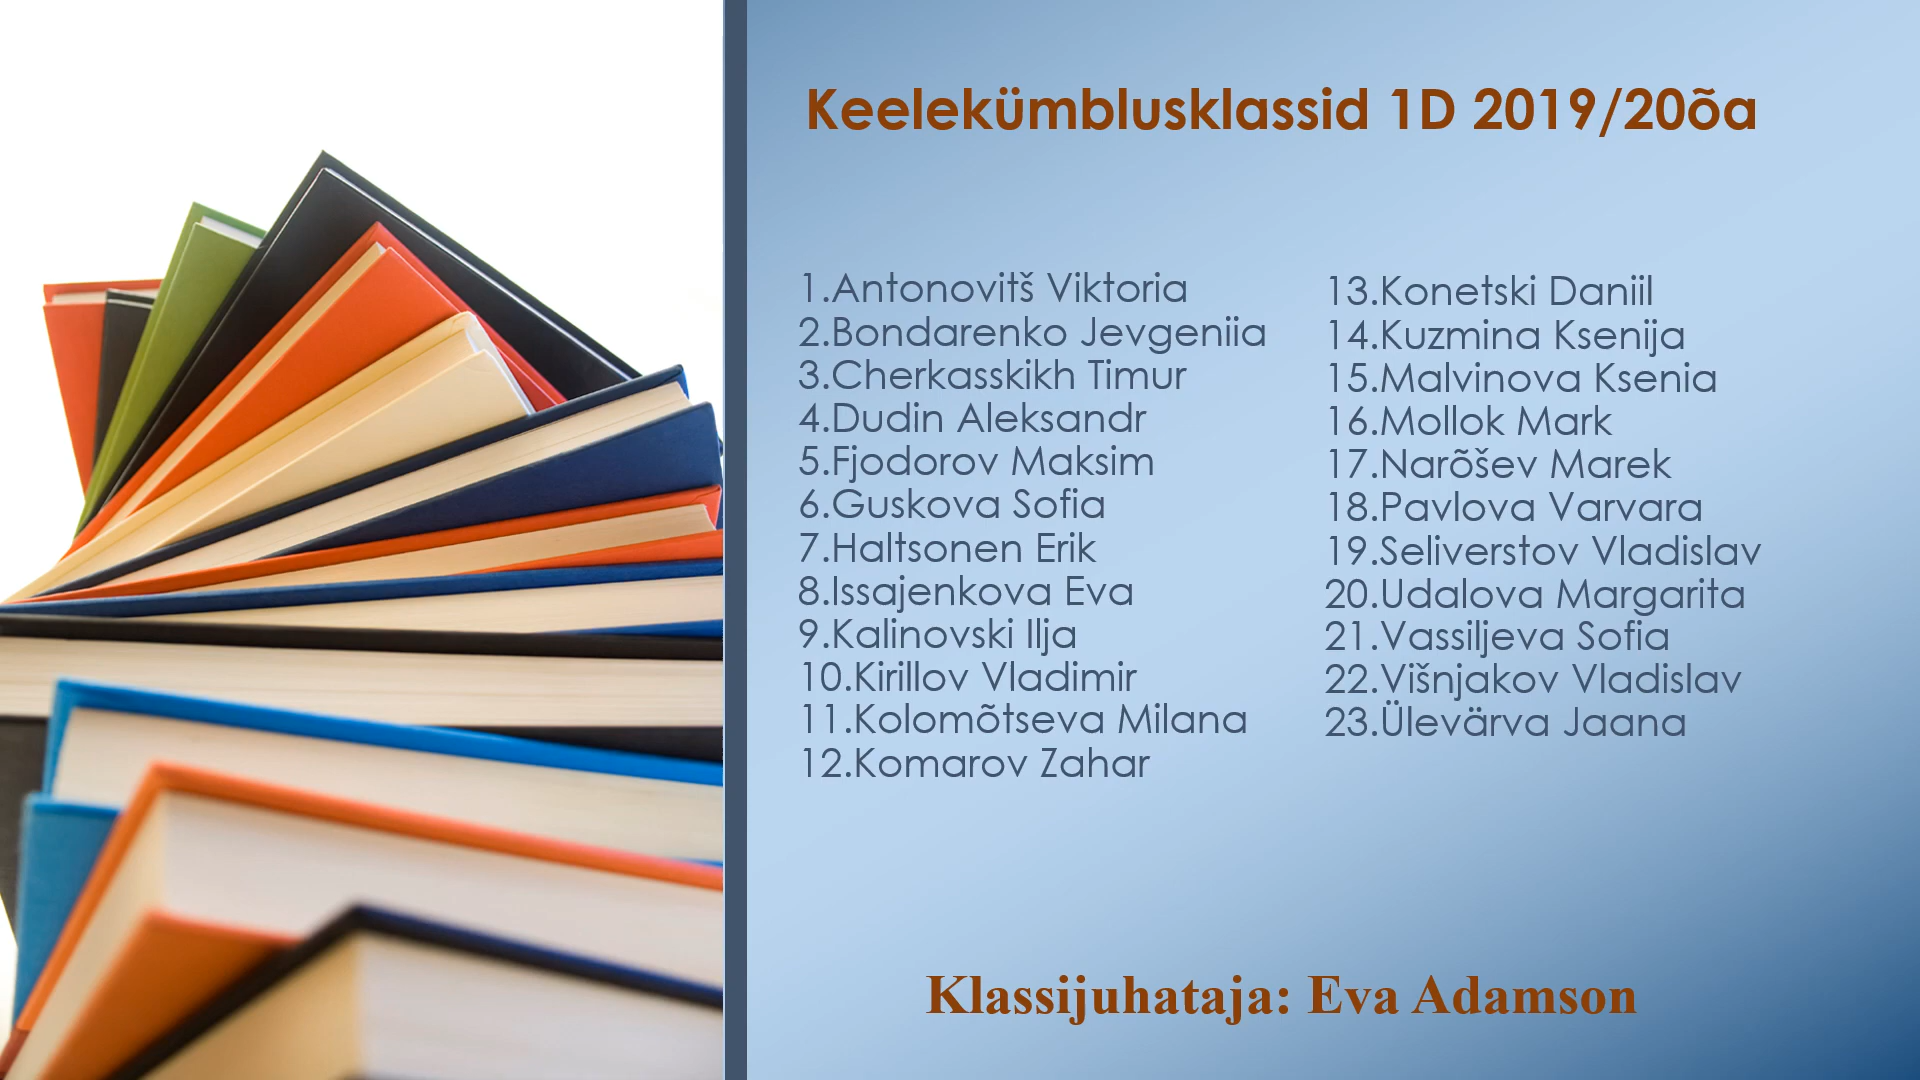 Keelekümblusklassid 1D 2019/20õa
1.Antonovitš Viktoria
2.Bondarenko Jevgeniia
3.Cherkasskikh Timur
4.Dudin Aleksandr
5.Fjodorov Maksim
6.Guskova Sofia
7.Haltsonen Erik
8.Issajenkova Eva
9.Kalinovski Ilja
10.Kirillov Vladimir
11.Kolomõtseva Milana
12.Komarov Zahar
13.Konetski Daniil
14.Kuzmina Ksenija
15.Malvinova Ksenia
16.Mollok Mark
17.Narõšev Marek
18.Pavlova Varvara
19.Seliverstov Vladislav
20.Udalova Margarita
21.Vassiljeva Sofia
22.Višnjakov Vladislav
23.Ülevärva Jaana
Klassijuhataja: Eva Adamson